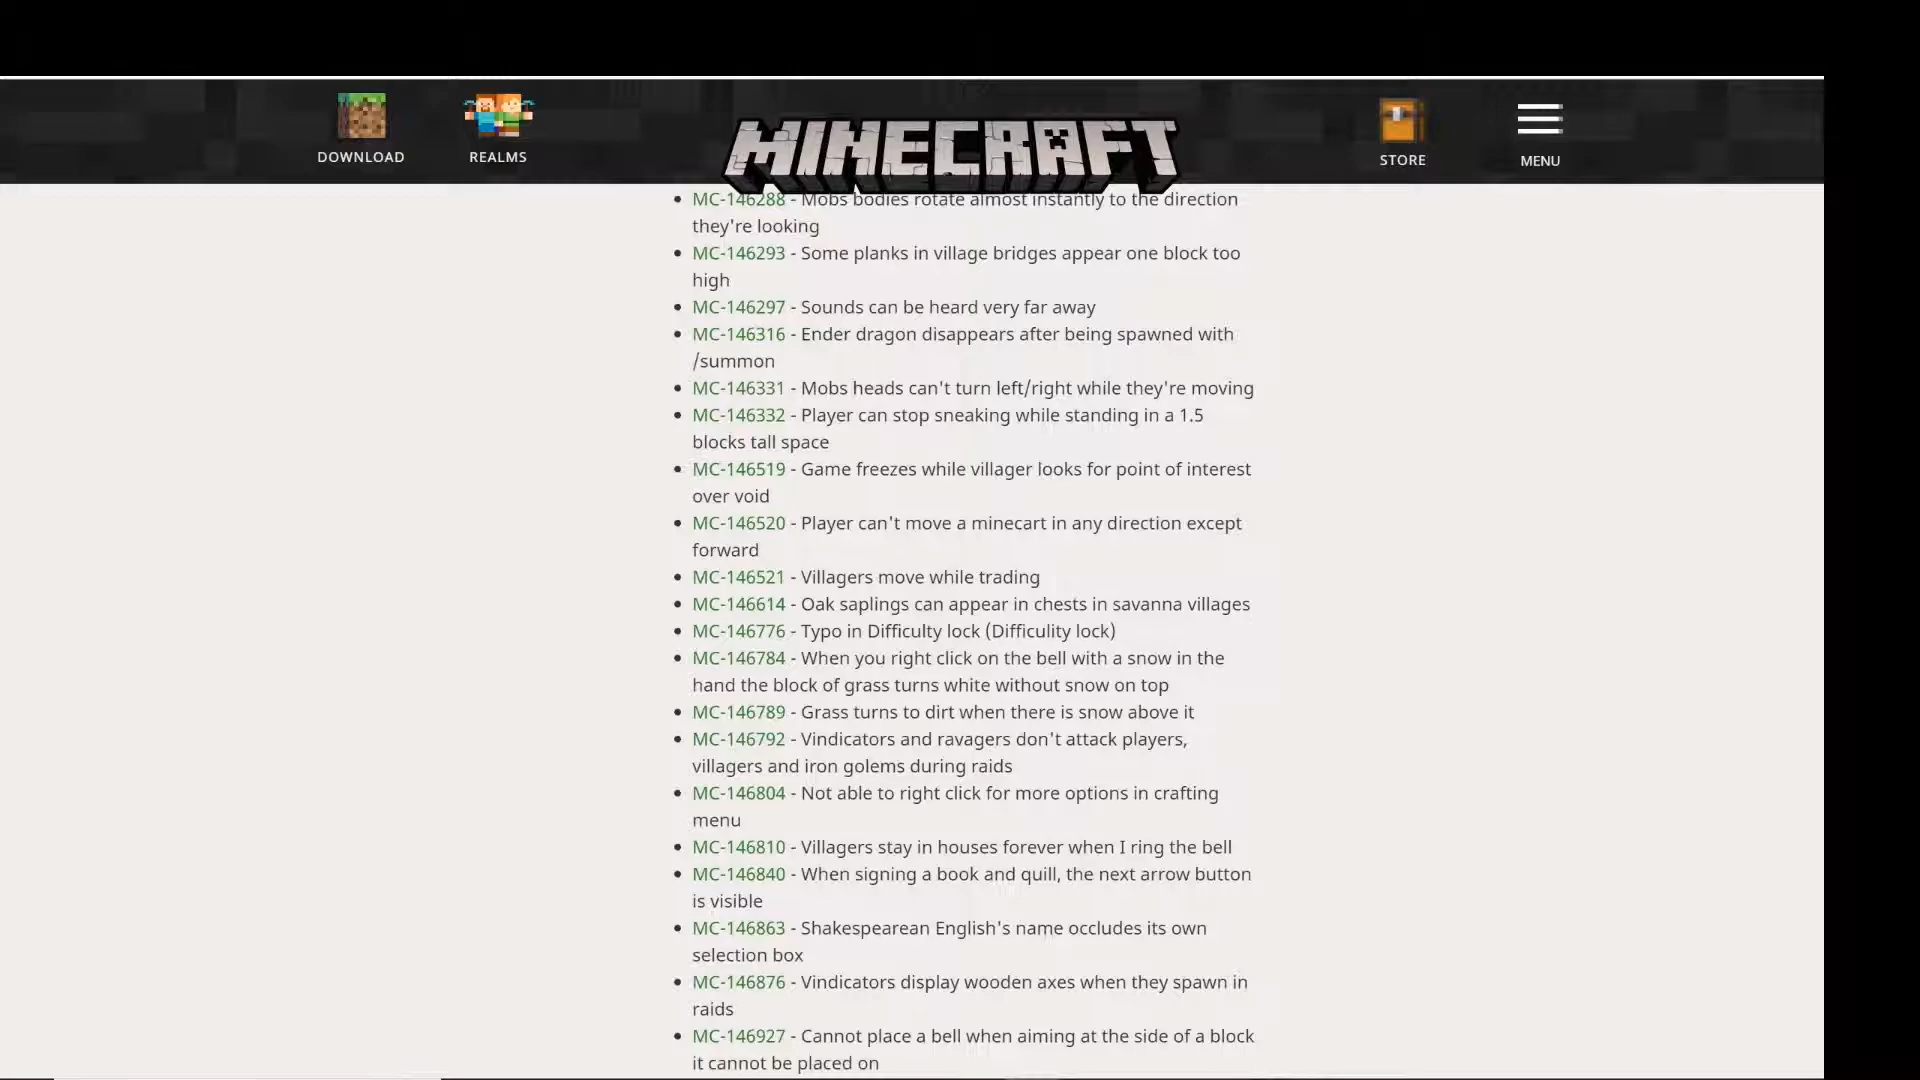 DOWNLOAD
REALMS
MINECRAFT
STORE
MENU
MC-146288 - Mobs bodies rotate almost instantly to the direction
they're looking
MC-146293 - Some planks in village bridges appear one block too
high
MC-146297 - Sounds can be heard very far away
MC-146316 - Ender dragon disappears after being spawned with
/summon
MC-146331 - Mobs heads can't turn left/right while they're moving
MC-146332 - Player can stop sneaking while standing in a 1.5
blocks tall space
MC-146519 - Game freezes while villager looks for point of interest
over void
MC-146520 - Player can't move a minecart in any direction except
forward
MC-146521 - Villagers move while trading
MC-146614 - Oak saplings can appear in chests in savanna villages
MC-146776 - Typo in Difficulty lock (Difficulity lock)
MC-146784 - When you right click on the bell with a snow in the
hand the block of grass turns white without snow on top
MC-146789 - Grass turns to dirt when there is snow above it
MC-146792 - Vindicators and ravagers don't attack players,
villagers and iron golems during raids
MC-146804 - Not able to right click for more options in crafting
menu
MC-146810 - Villagers stay in houses forever when I ring the bell
MC-146840 - When signing a book and quill, the next arrow button
is visible
MC-146863 - Shakespearean English's name occludes its own
selection box
MC-146876 - Vindicators display wooden axes when they spawn in
raids
MC-146927 - Cannot place a bell when aiming at the side of a block
it cannot be placed on